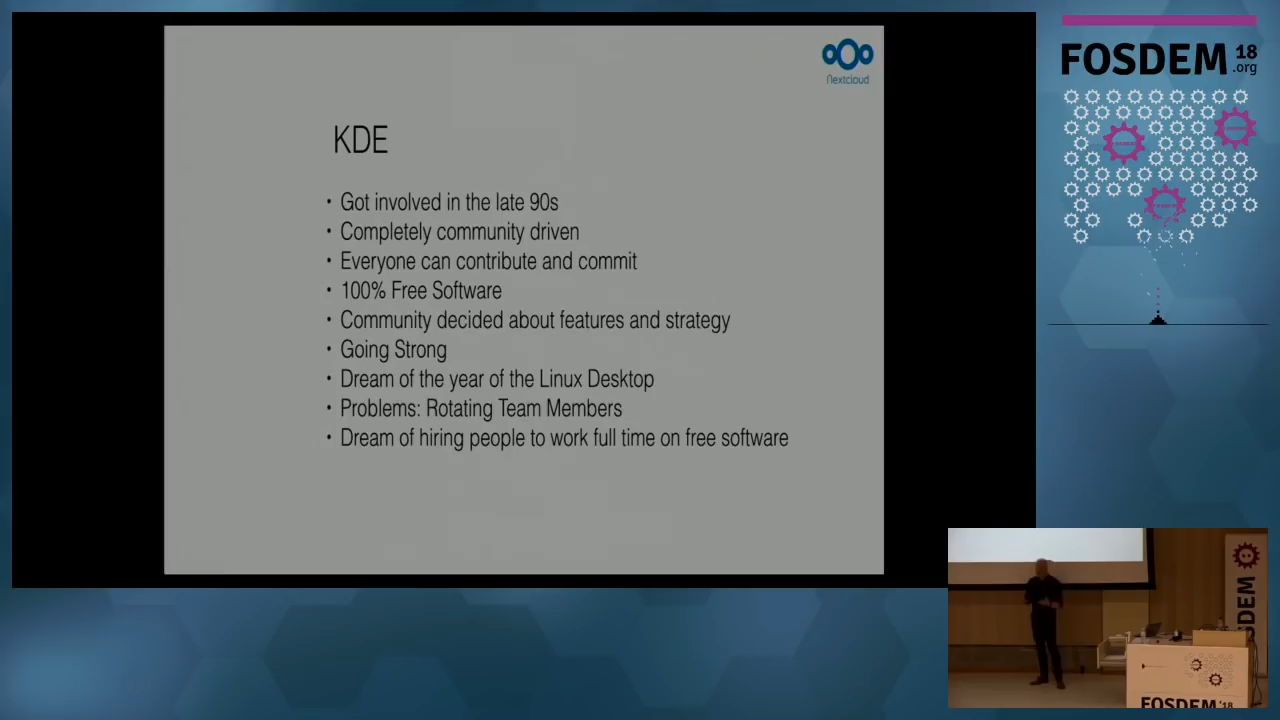 Nextcloud
KDE
• Got involved in the late 90s
• Completely community driven
• Everyone can contribute and commit
• 100% Free Software
• Community decided about features and strategy
• Going Strong
• Dream of the year of the Linux Desktop
• Problems: Rotating Team Members
• Dream of hiring people to work full time on free software
FOSDEM 18
.org
FOSDEM
FOSDEM '18